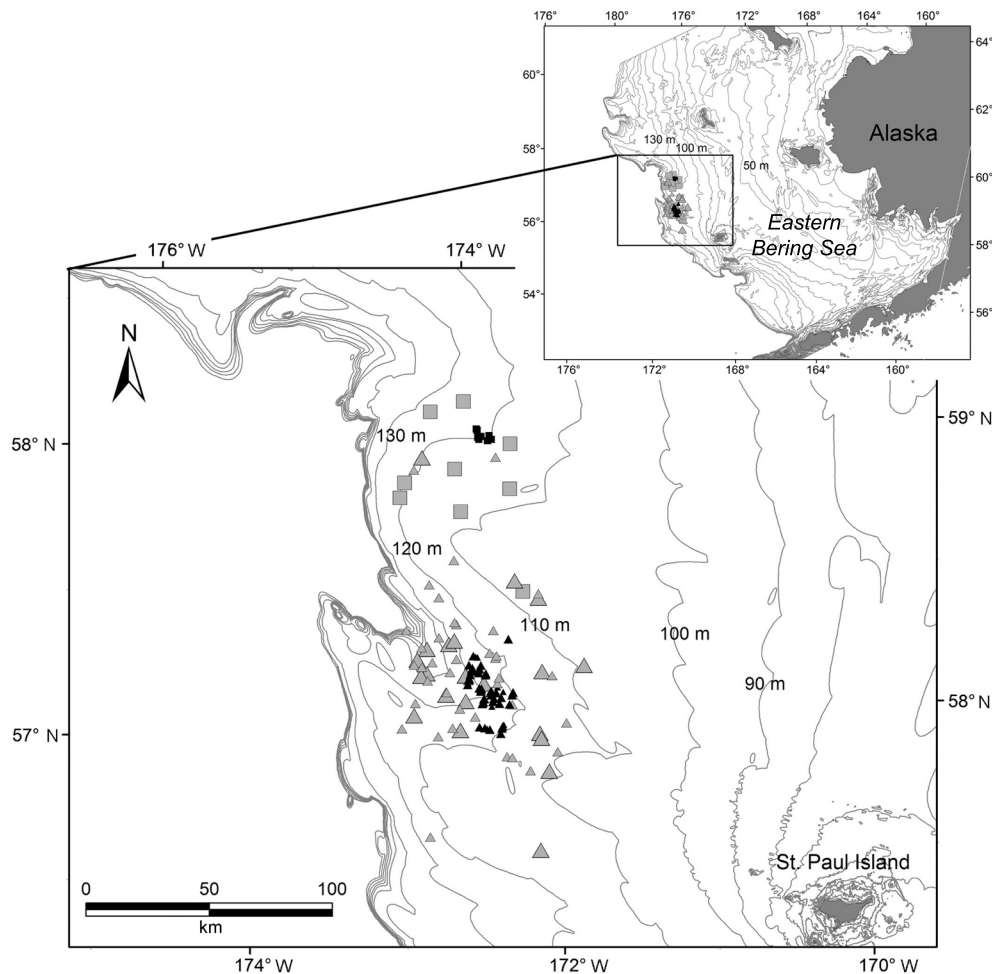 176° 180° 176° 172° 168° 164° 160°
64°
60°
62°
Alaska
130 m
100 m
58°
50 m
60°
56°
Eastern
Bering Sea
58°
176° W
174° W
54°
56°
N
176° 172° 168° 164° 160°
130 m
59° N
58° N
120 m
110 m
100 m
90 m
58° N
57° N
St. Paul Island
0 50 100
km
174° W
172° W
170° W